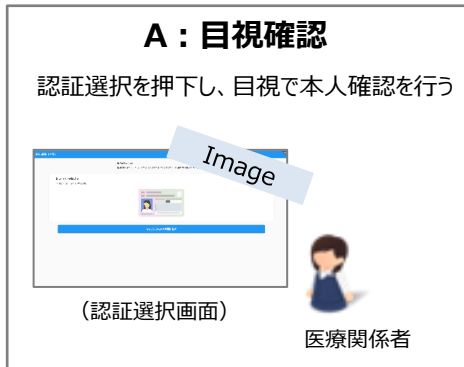 A：目視確認
認証選択を押下し、目視で本人確認を行う
Image
（認証選択画面）
医療関係者